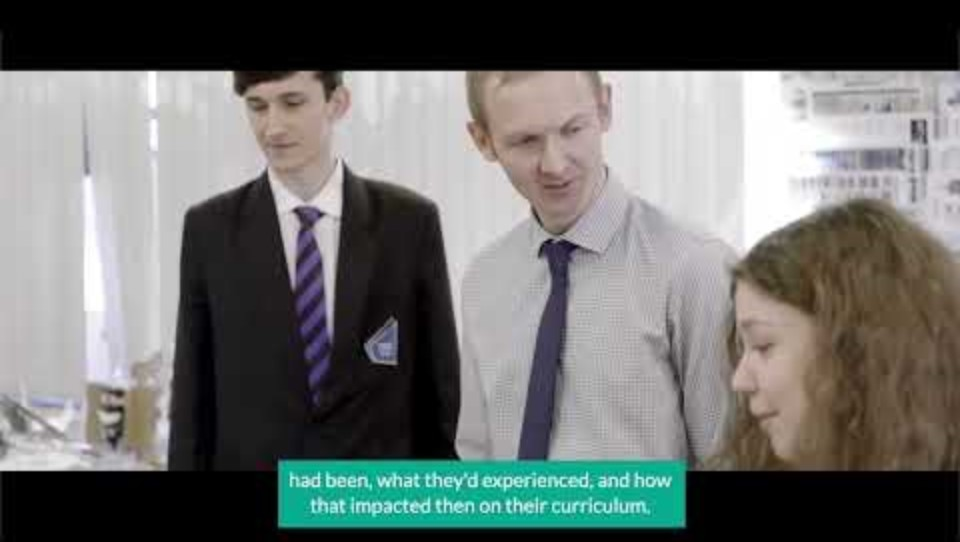 had been, what they'd experienced, and how
that impacted then on their curriculum.